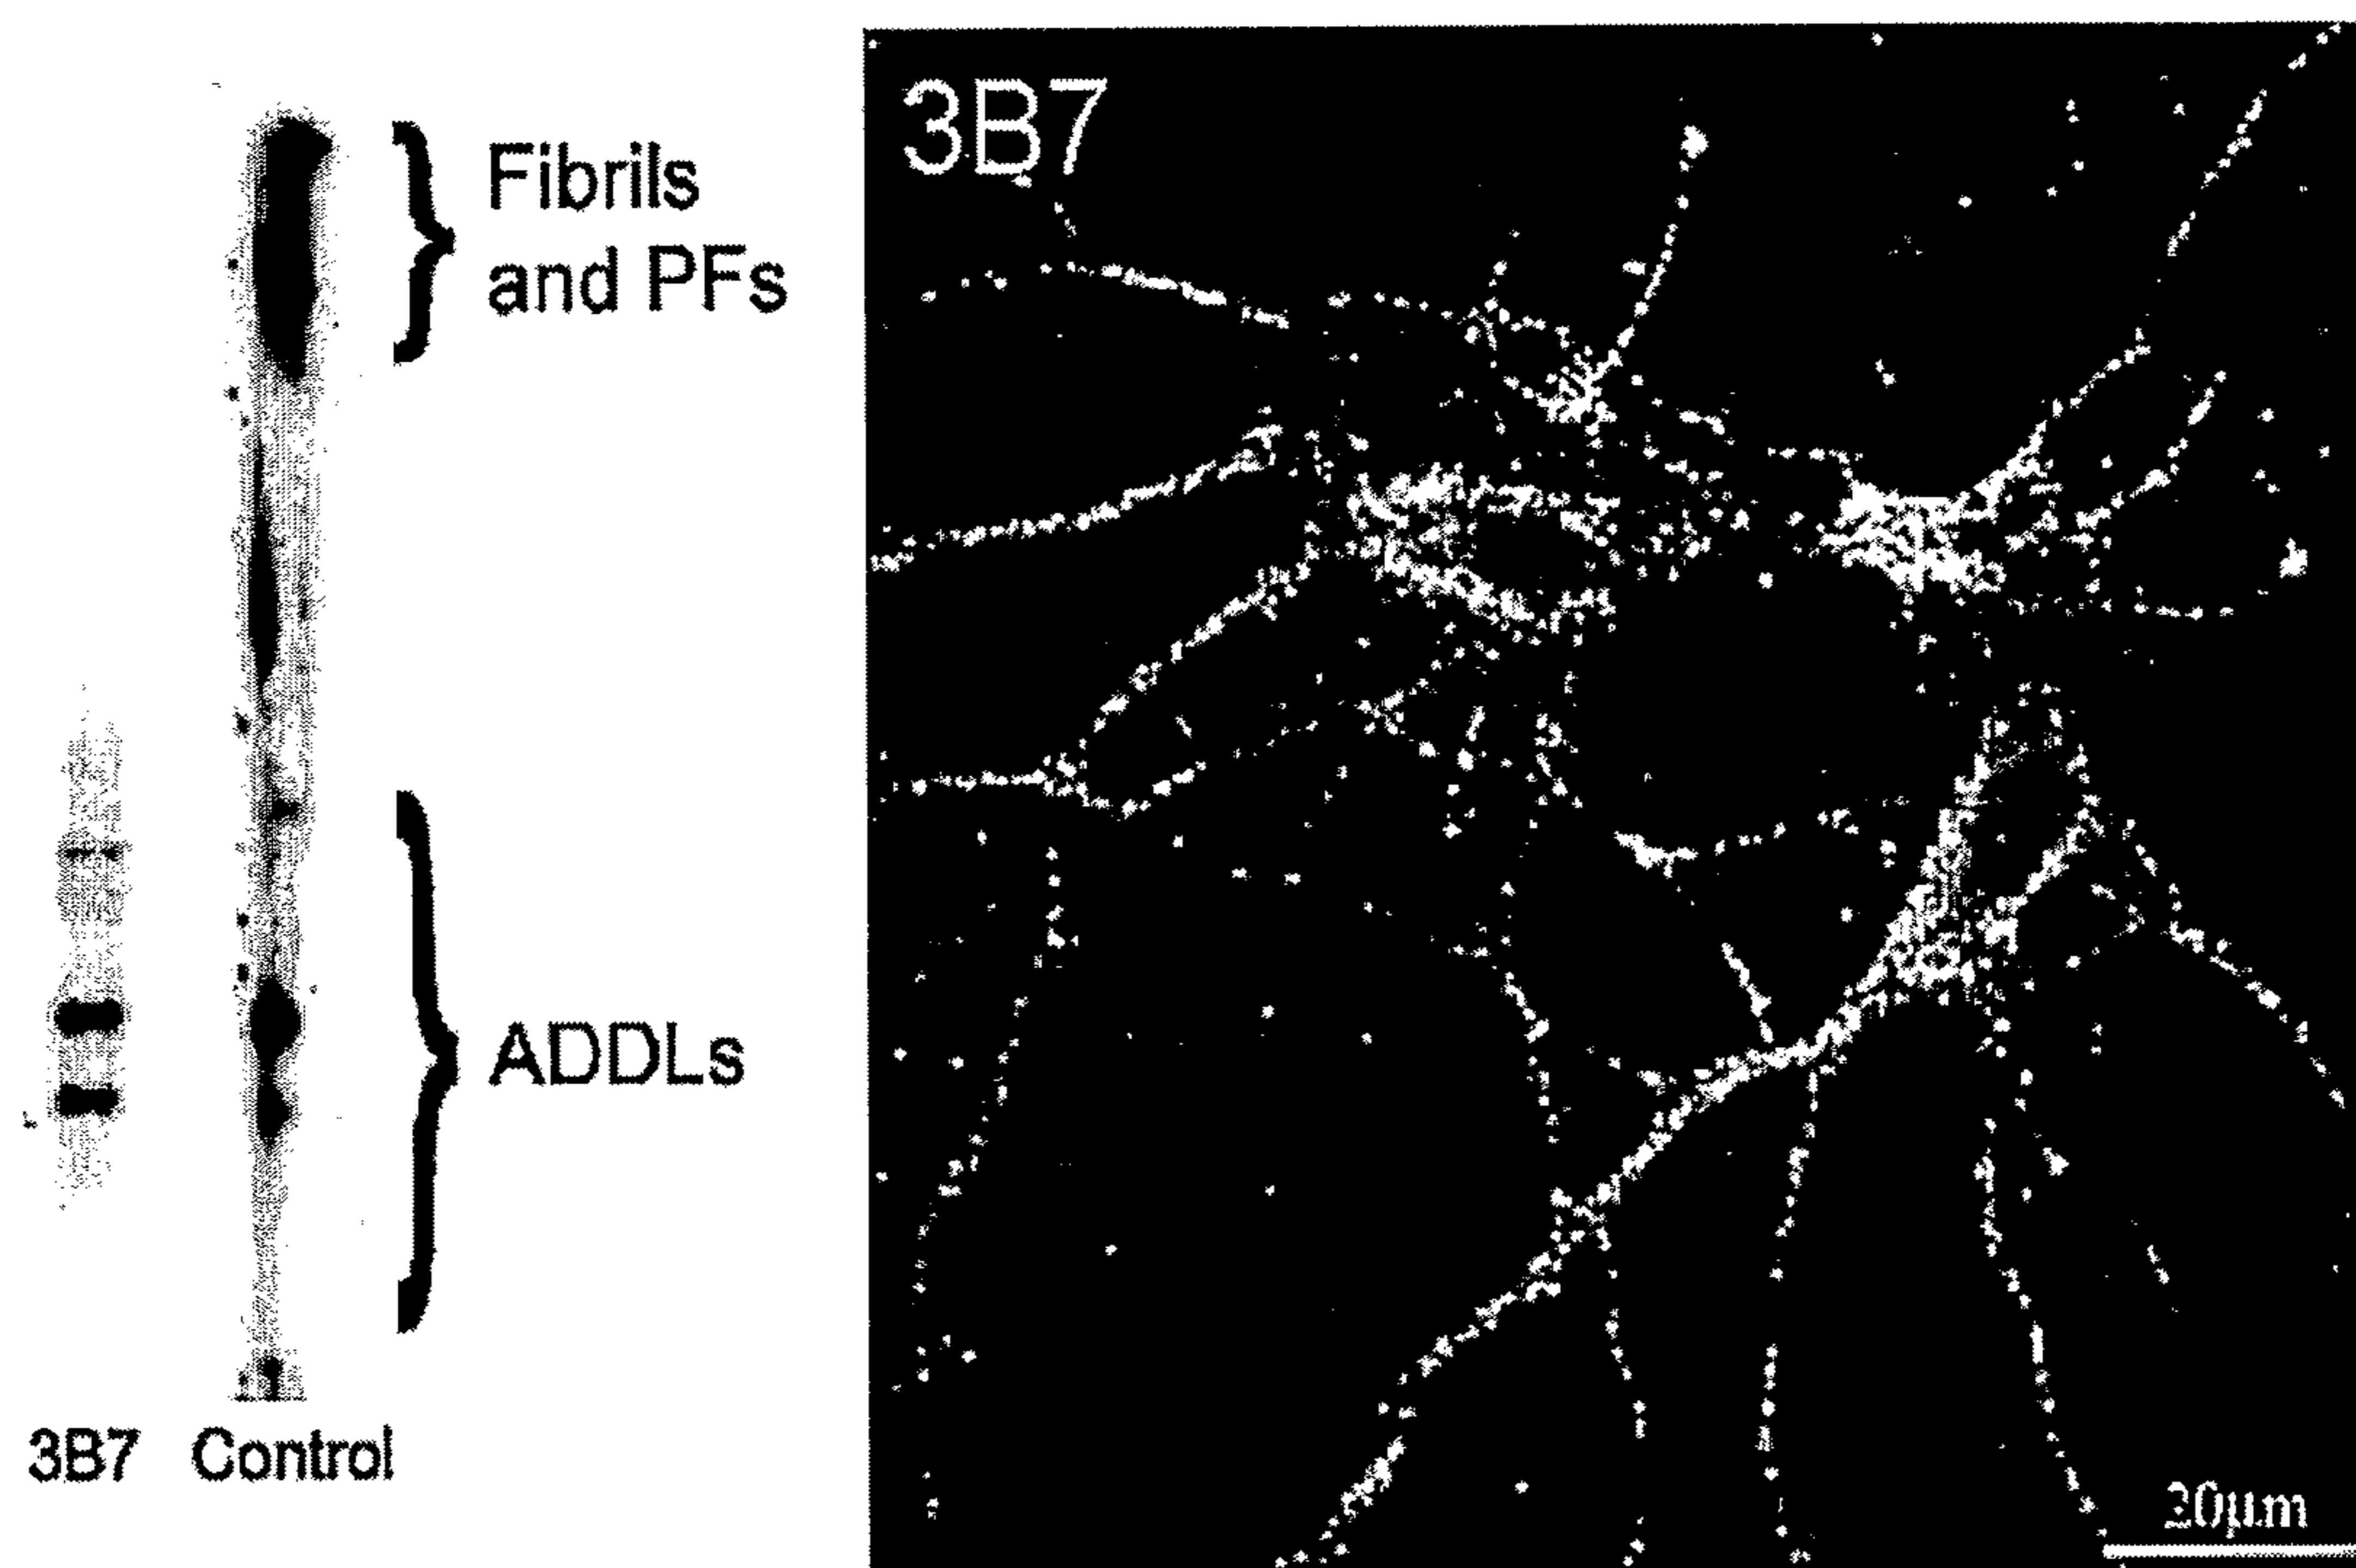 Fibrils
and PFs
ADDLs
3B7 Control
3B7
20µm